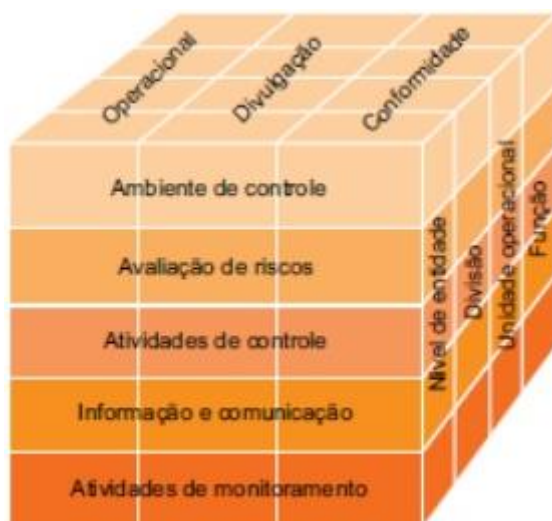 Operacional
Divulgação
Conformidade
Ambiente de controle
Avaliação de riscos
Atividades de controle
Informação e comunicação
Atividades de monitoramento
Nível de entidade
Divisão
Unidade operacional
Função